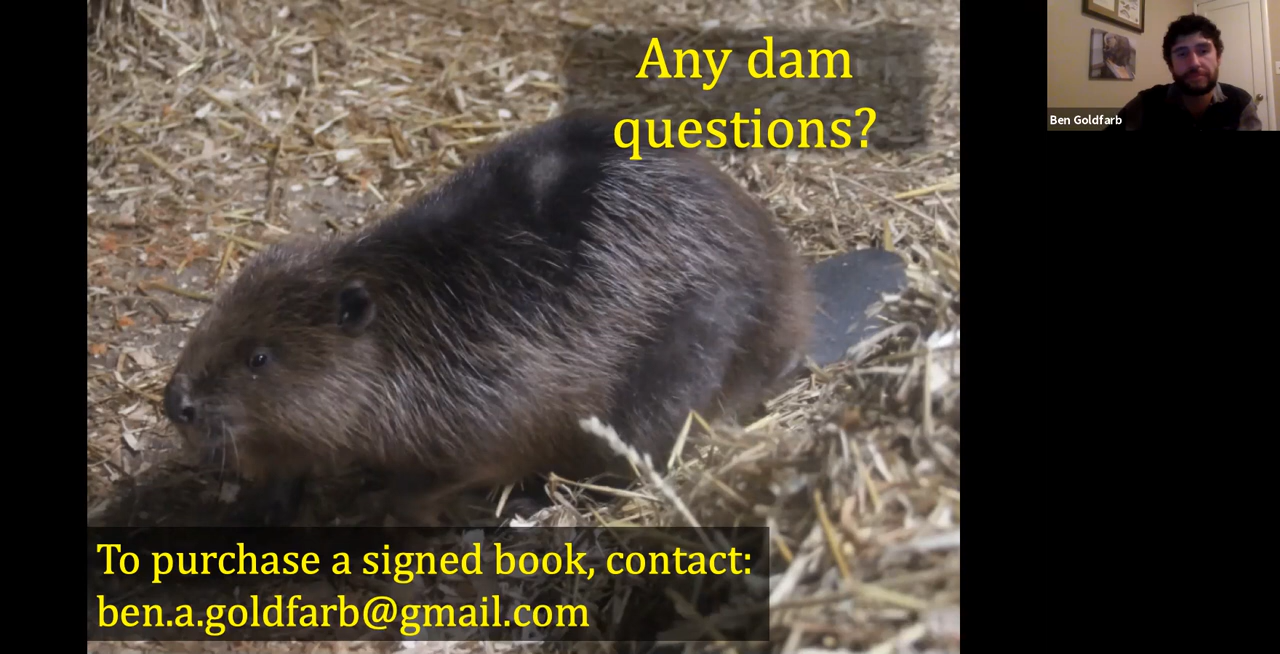 Any dam
questions?
Ben Goldfarb
To purchase a signed book, contact:
ben.a.goldfarb@gmail.com